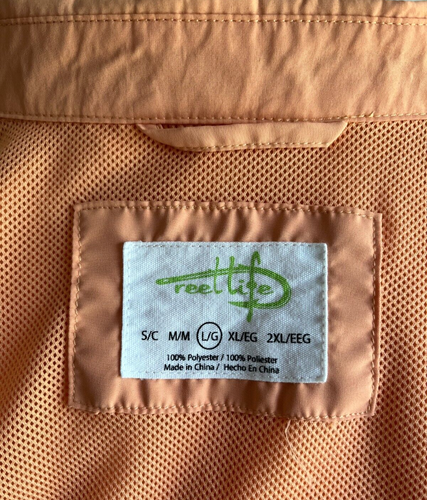 reel life
S/C M/M L/G XL/EG 2XL/EEG
100% Polyester / 100% Poliester
Made in China / Hecho En China